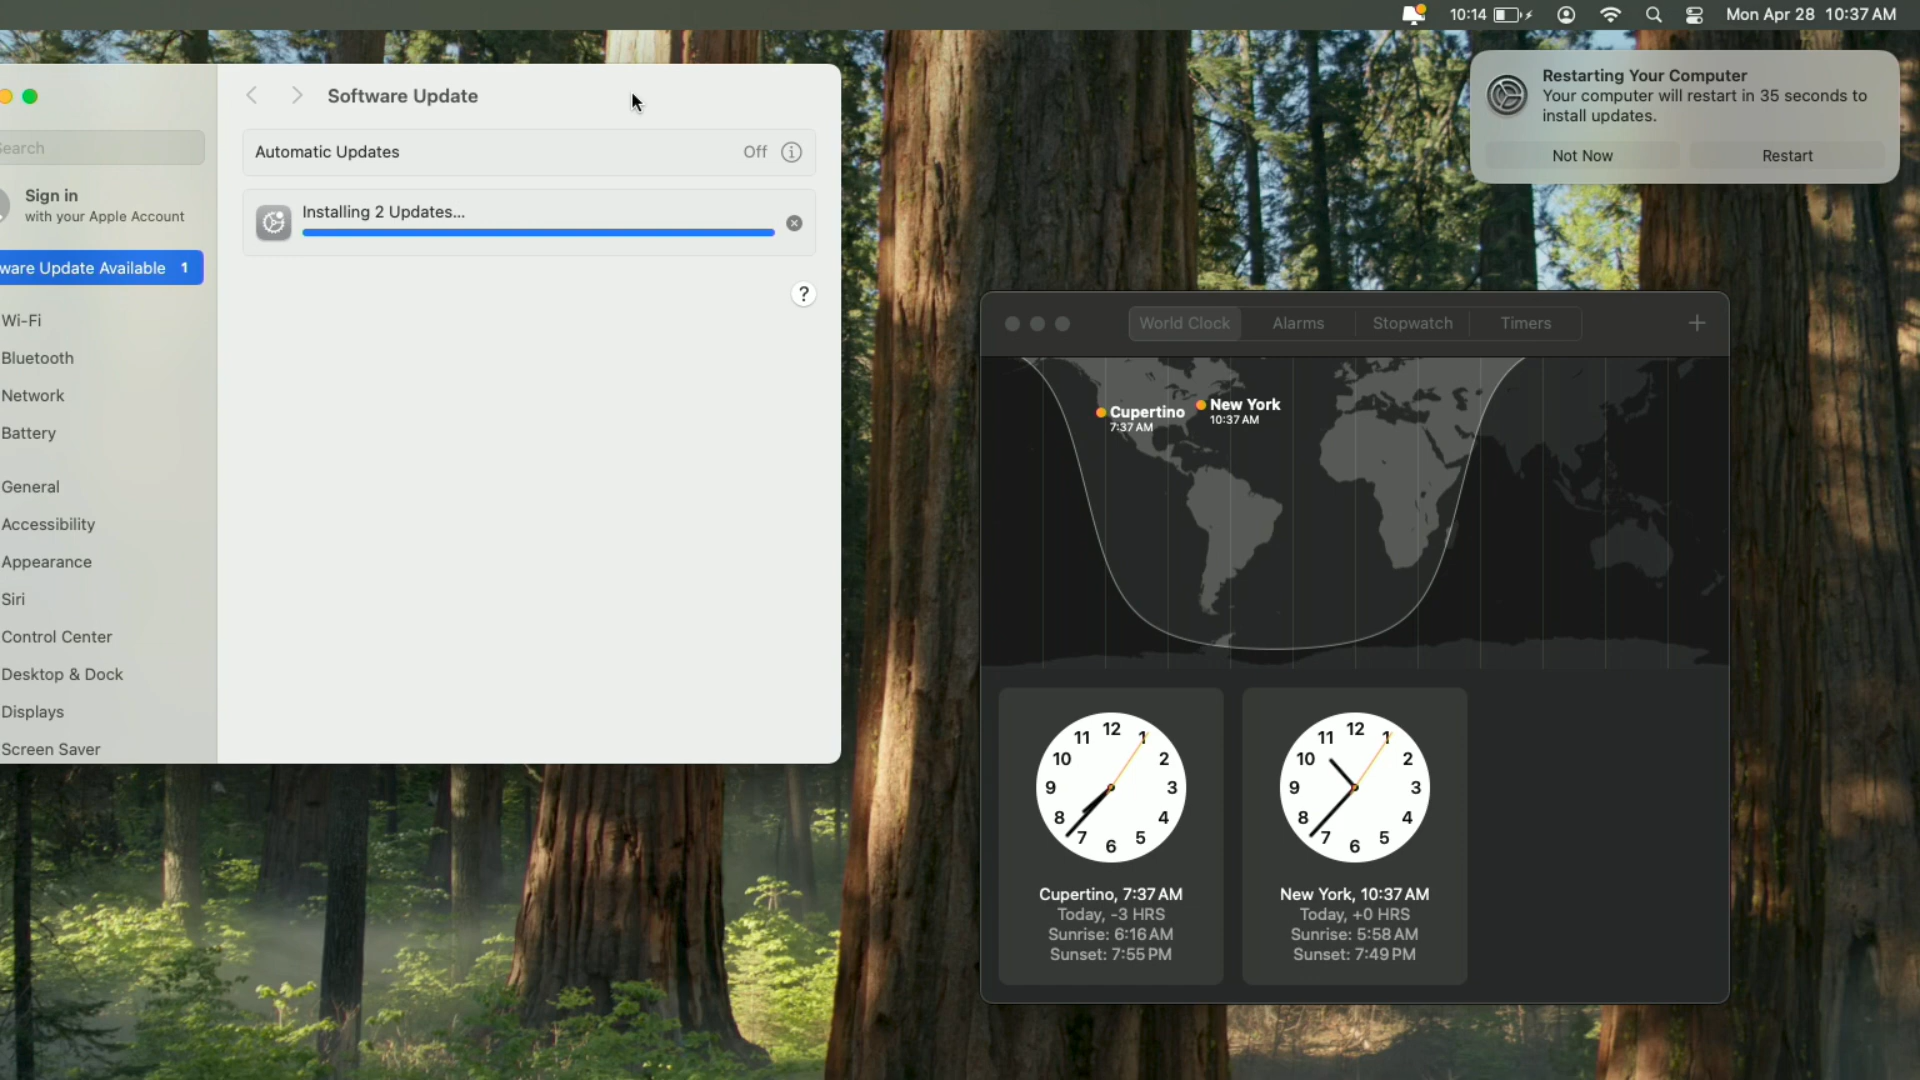 10:14
Mon Apr 28 10:37 AM
Software Update
Restarting Your Computer
Your computer will restart in 35 seconds to
install updates.
Not Now
Restart
Search
Automatic Updates
Off
Sign in
with your Apple Account
Installing 2 Updates...
ware Update Available 1
?
Wi-Fi
Bluetooth
Network
Battery
General
Accessibility
Appearance
Siri
Control Center
Desktop & Dock
Displays
Screen Saver
World Clock
Alarms
Stopwatch
Timers
Cupertino
7:37 AM
New York
10:37 AM
12
1
2
3
4
5
6
7
8
9
10
11
12
1
2
3
4
5
6
7
8
9
10
11
Cupertino, 7:37 AM
Today, -3 HRS
Sunrise: 6:16 AM
Sunset: 7:55 PM
New York, 10:37 AM
Today, +0 HRS
Sunrise: 5:58 AM
Sunset: 7:49 PM